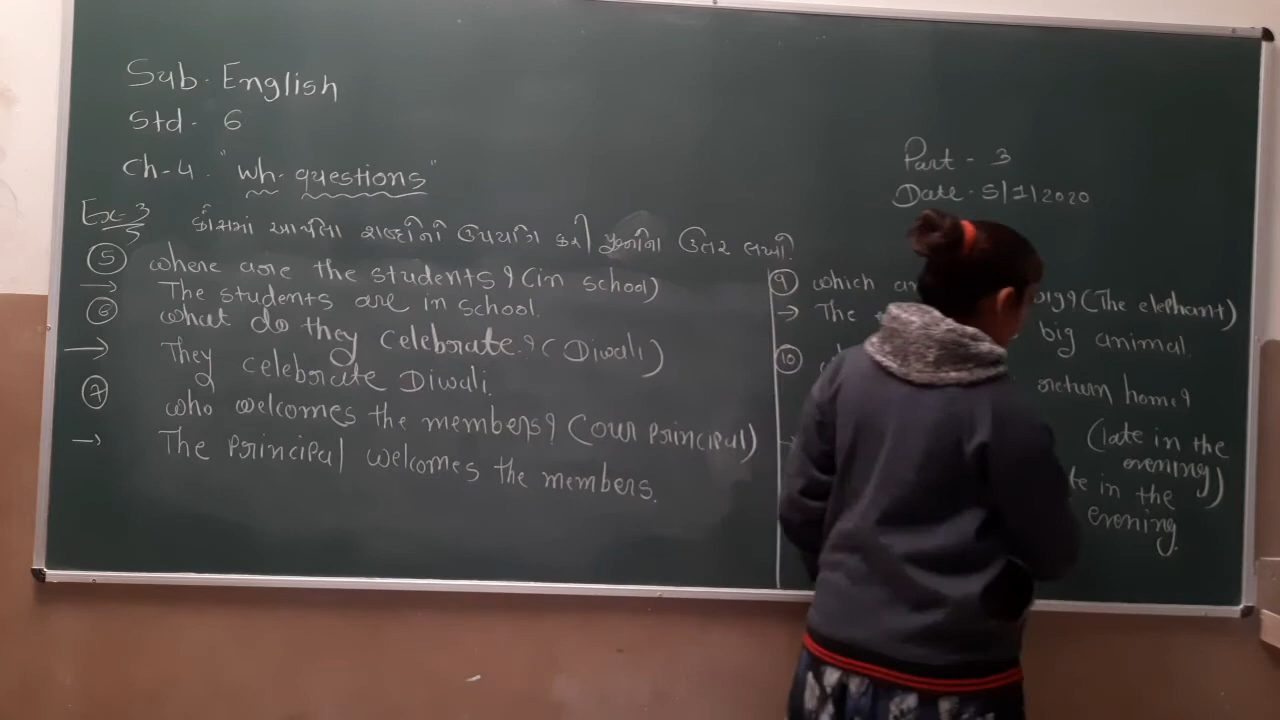 Sub. English
Std - 6
Ch-4. "Wh- questions"
Part - 3
Date - 5/1/2020
Ex-3 કૌંસમાં આપેલા શબ્દોનો ઉપયોગ કરી પ્રશ્નોના ઉત્તર લખો.
⑤ where are the students? (in school)
→ The students are in school.
⑥ what do they celebrate? (Diwali)
→ They celebrate Diwali.
⑦ who welcomes the members? (our principal)
→ The principal welcomes the members.
⑨ which big? (The elephant)
→ The big animal.
⑩ return home?
(late in the
evening)
in the
evening.